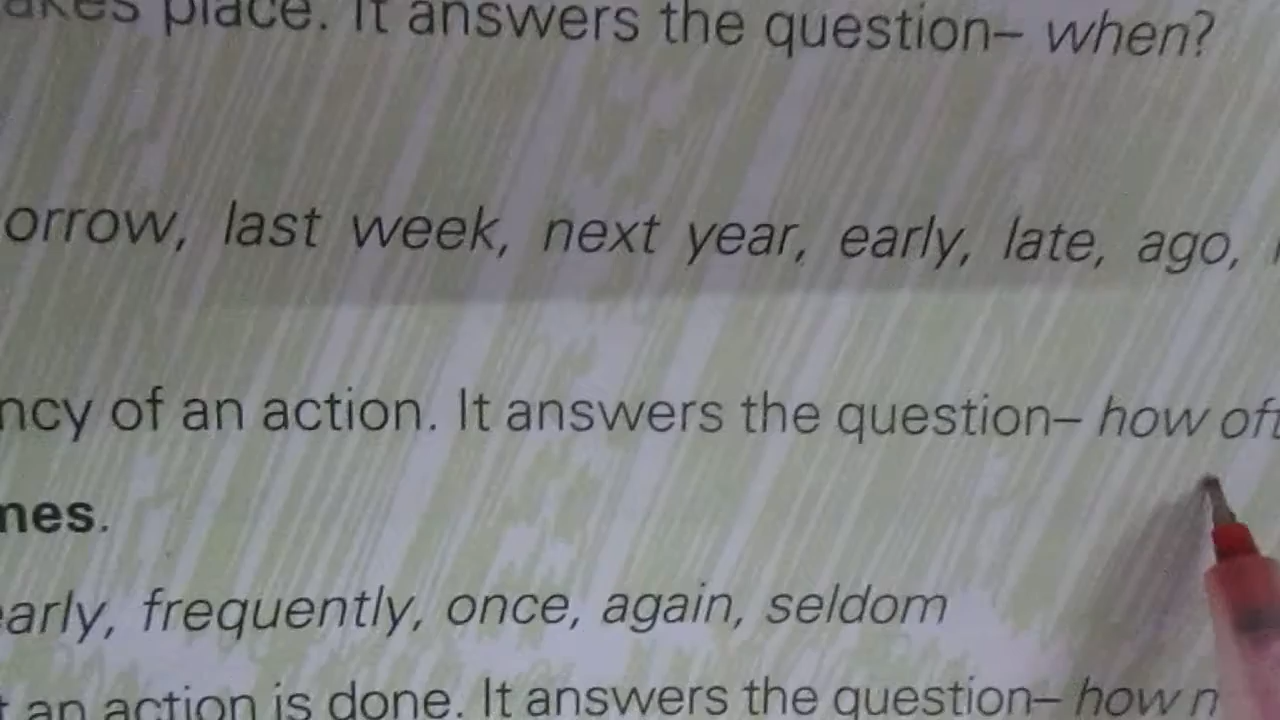 akes place. It answers the question– when?
orrow, last week, next year, early, late, ago,
ncy of an action. It answers the question– how oft
mes.
early, frequently, once, again, seldom
t an action is done. It answers the question– how n